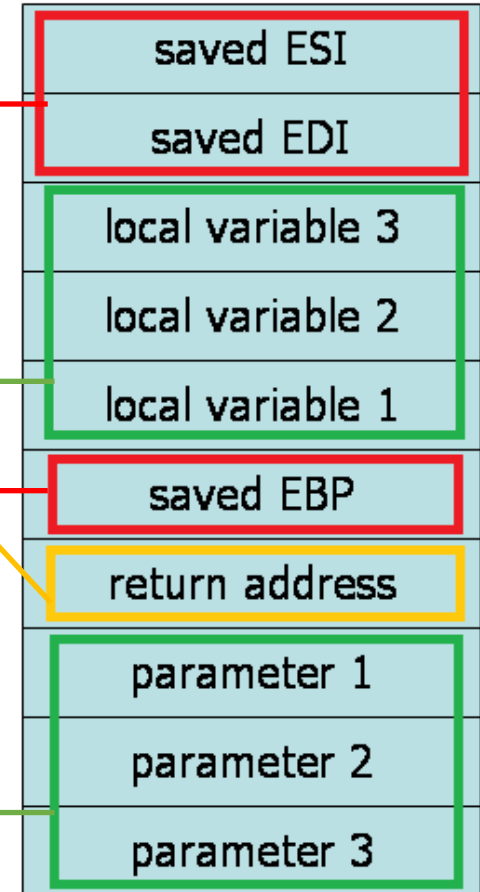 saved ESI
saved EDI
local variable 3
local variable 2
local variable 1
saved EBP
return address
parameter 1
parameter 2
parameter 3